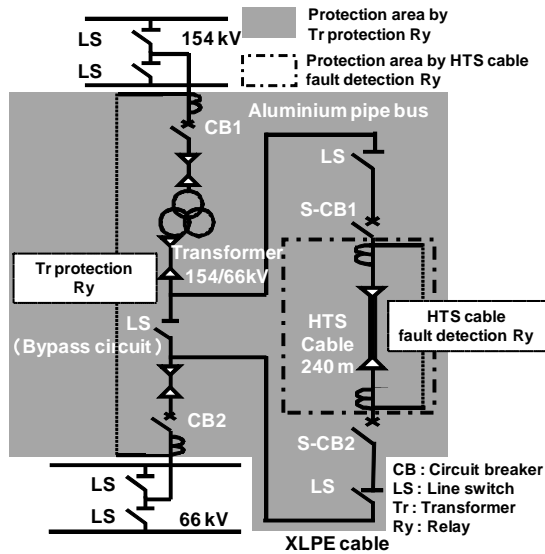 LS
154 kV
LS
Protection area by
Tr protection Ry
Protection area by HTS cable
fault detection Ry
Aluminium pipe bus
CB1
LS
S-CB1
Transformer
154/66kV
Tr protection
Ry
HTS
Cable
240 m
HTS cable
fault detection Ry
LS
(Bypass circuit)
CB2
S-CB2
LS
LS
LS
66 kV
CB : Circuit breaker
LS : Line switch
Tr : Transformer
Ry : Relay
XLPE cable